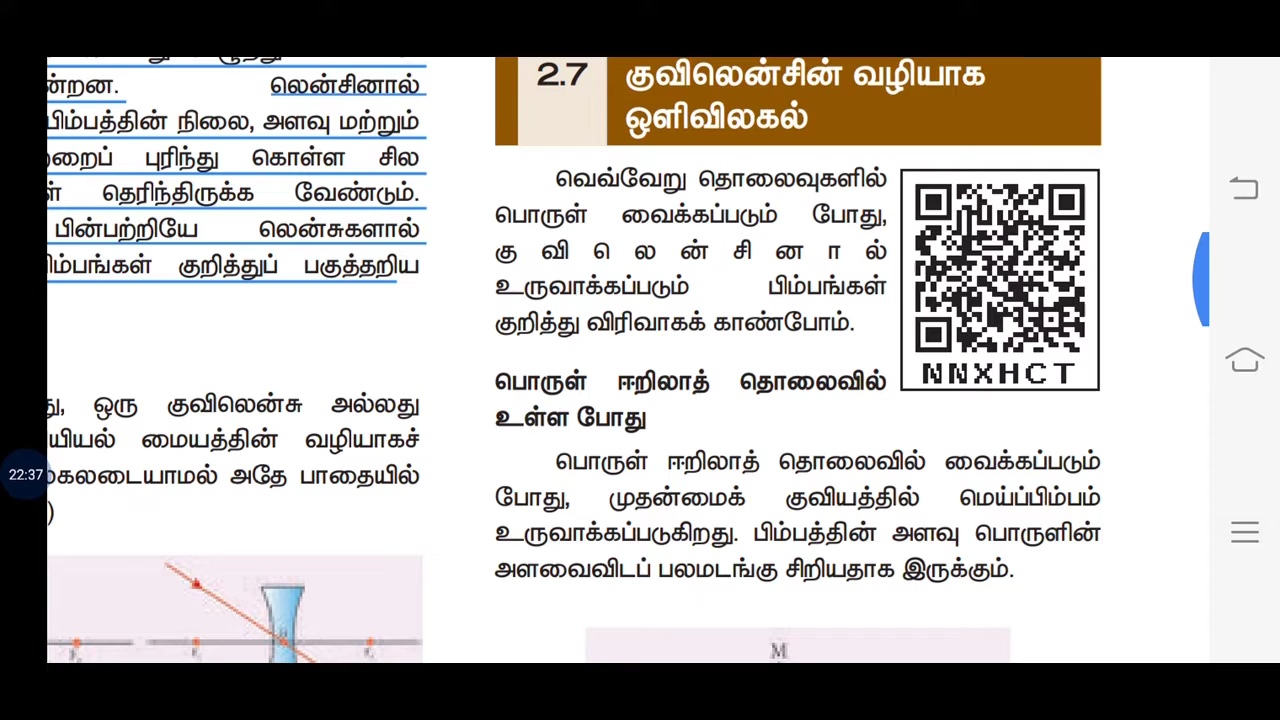 ன்றன. லென்சினால்
பிம்பத்தின் நிலை, அளவு மற்றும்
றறைப் புரிந்து கொள்ள சில
ள் தெரிந்திருக்க வேண்டும்.
பின்பற்றியே லென்சுகளால்
பிம்பங்கள் குறித்துப் பகுத்தறிய
து, ஒரு குவிலென்சு அல்லது
யியல் மையத்தின் வழியாகச்
லகலடையாமல் அதே பாதையில்
)
22:37
2.7 குவிலென்சின் வழியாக
ஒளிவிலகல்
வெவ்வேறு தொலைவுகளில்
பொருள் வைக்கப்படும் போது,
கு வி லெ ன் சி னா ல்
உருவாக்கப்படும் பிம்பங்கள்
குறித்து விரிவாகக் காண்போம்.
NNXHCT
பொருள் ஈறிலாத் தொலைவில்
உள்ள போது
பொருள் ஈறிலாத் தொலைவில் வைக்கப்படும்
போது, முதன்மைக் குவியத்தில் மெய்ப்பிம்பம்
உருவாக்கப்படுகிறது. பிம்பத்தின் அளவு பொருளின்
அளவைவிடப் பலமடங்கு சிறியதாக இருக்கும்.
M